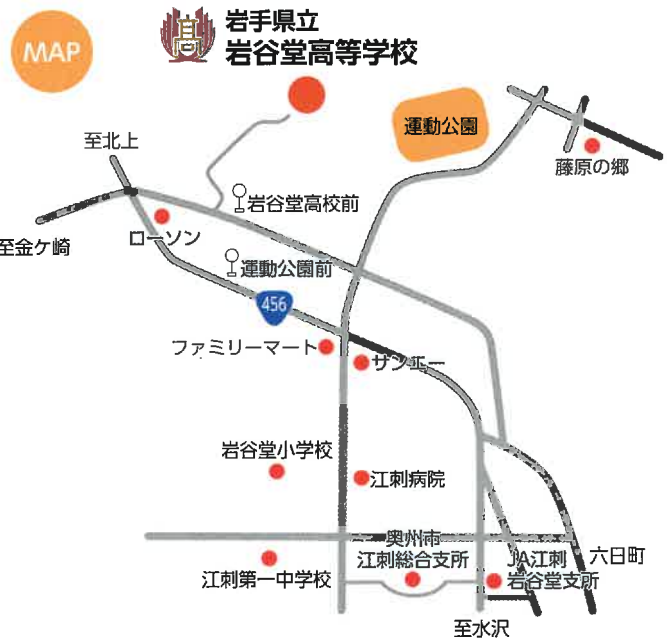 MAP
岩手県立
岩谷堂高等学校
運動公園
至北上
藤原の郷
岩谷堂高校前
ローソン
至金ケ崎
運動公園前
456
ファミリーマート
サンエー
岩谷堂小学校
江刺病院
奥州市
江刺総合支所
JA江刺
岩谷堂支所
六日町
江刺第一中学校
至水沢